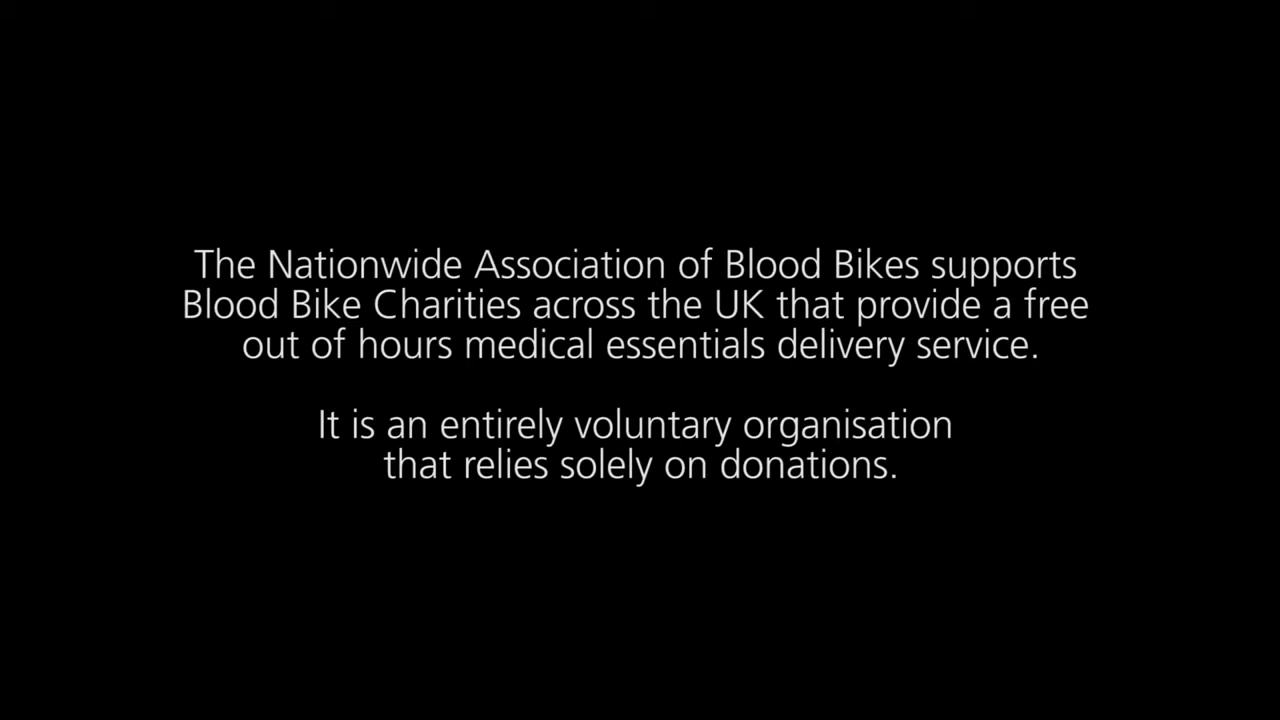 The Nationwide Association of Blood Bikes supports
Blood Bike Charities across the UK that provide a free
out of hours medical essentials delivery service.
It is an entirely voluntary organisation
that relies solely on donations.